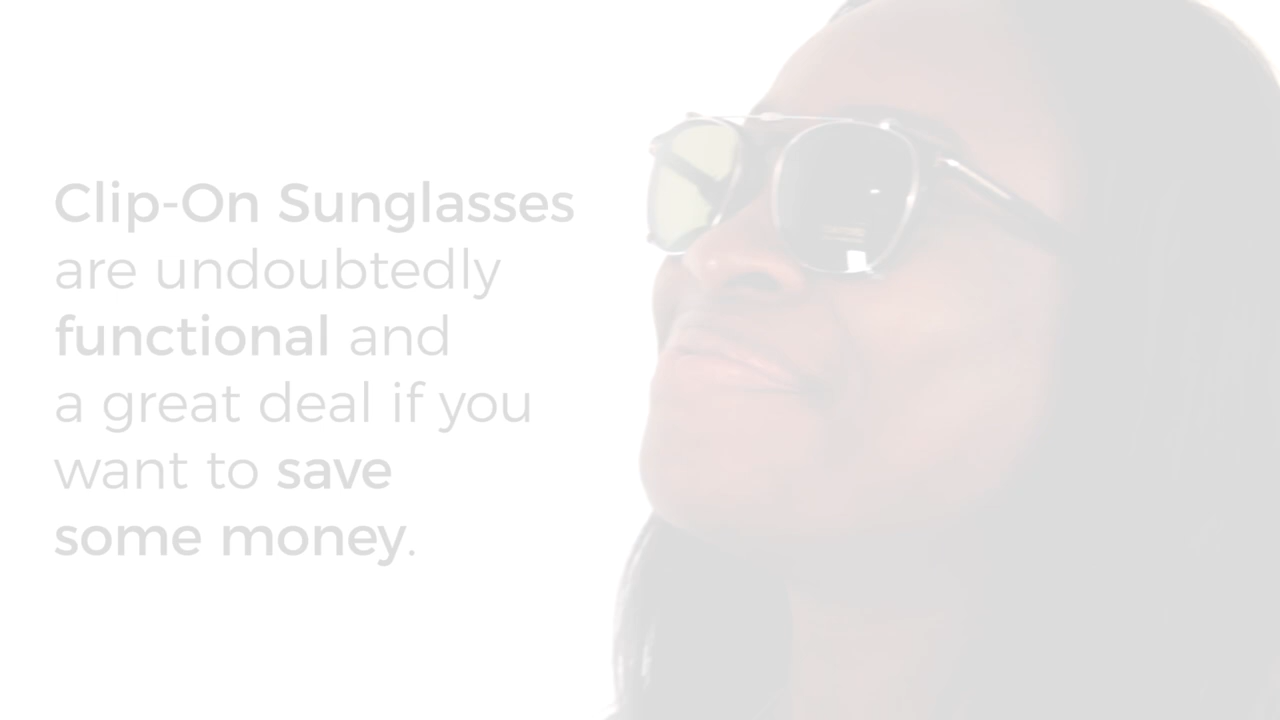 Clip-On Sunglasses
are undoubtedly
functional and
a great deal if you
want to save
some money.